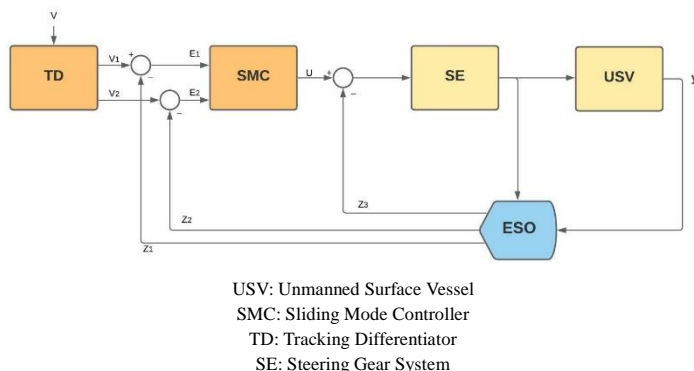 V
V1
+
E1
TD
SMC
U
+
SE
USV
y
−
−
V2
E2
−
Z3
ESO
Z2
Z1
USV: Unmanned Surface Vessel
SMC: Sliding Mode Controller
TD: Tracking Differentiator
SE: Steering Gear System